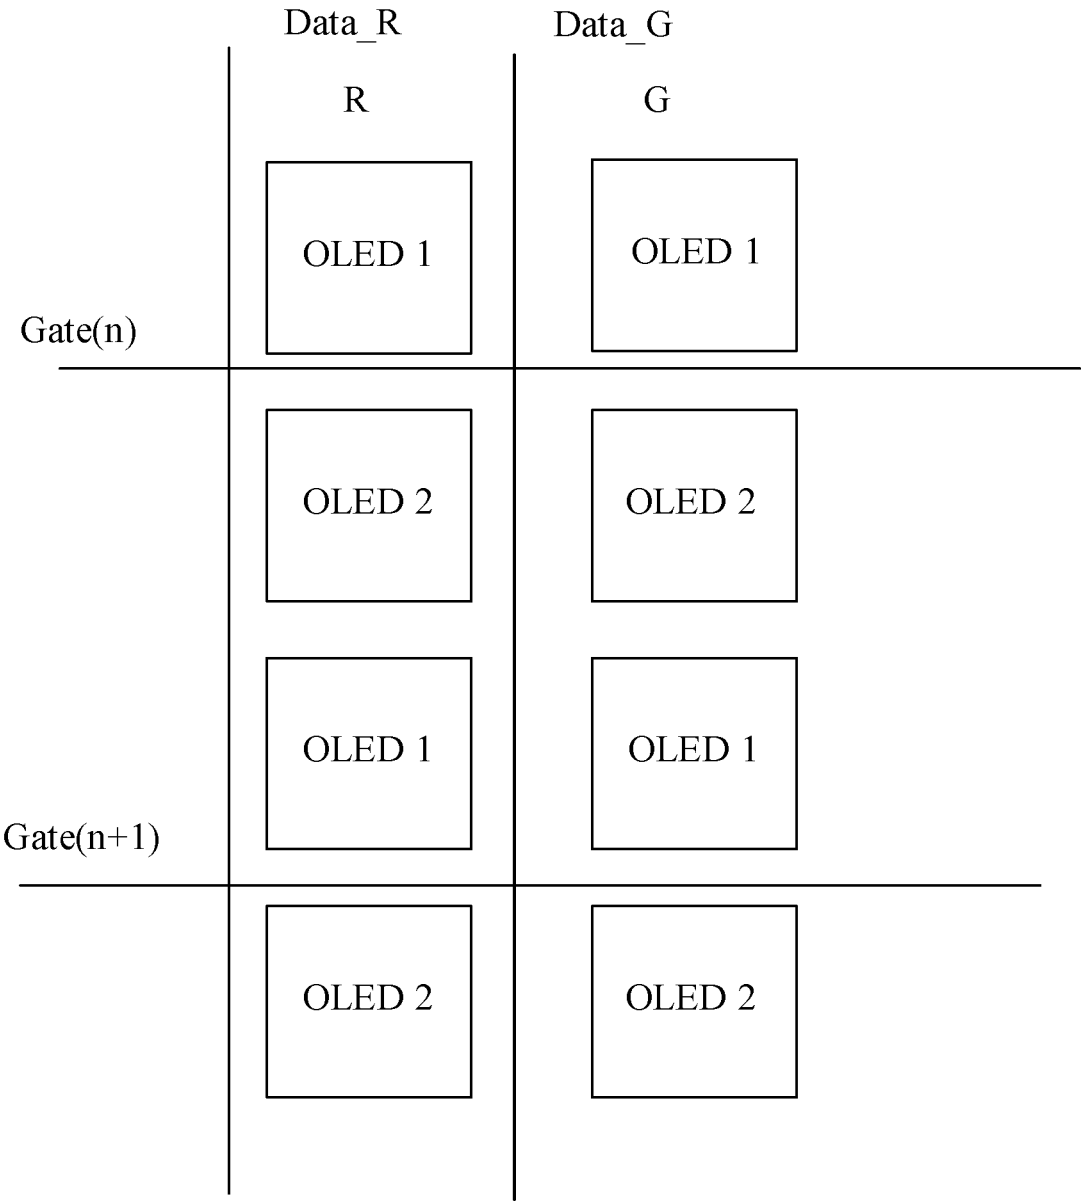 Data_R Data_G
R G
OLED 1 OLED 1
Gate(n)
OLED 2 OLED 2
OLED 1 OLED 1
Gate(n+1)
OLED 2 OLED 2